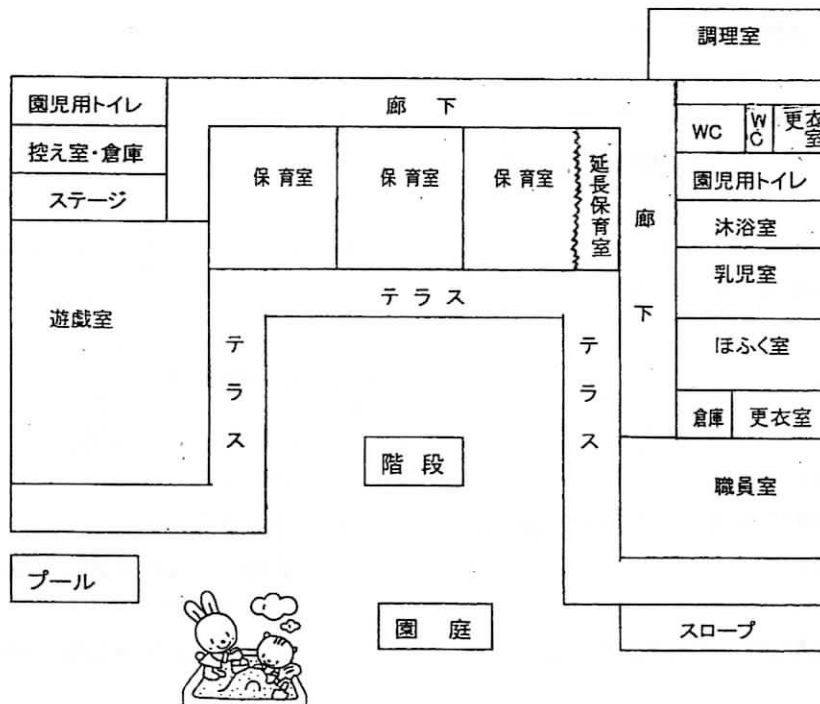 調理室
園児用トイレ
廊 下
控え室・倉庫
WC
WC
更衣室
保 育 室
保 育 室
保 育 室
延長保育室
園児用トイレ
ステージ
廊 下
沐浴室
乳児室
テ ラ ス
遊戯室
テ ラ ス
テ ラ ス
ほふく室
倉庫
更衣室
階 段
職員室
プール
園 庭
スロープ